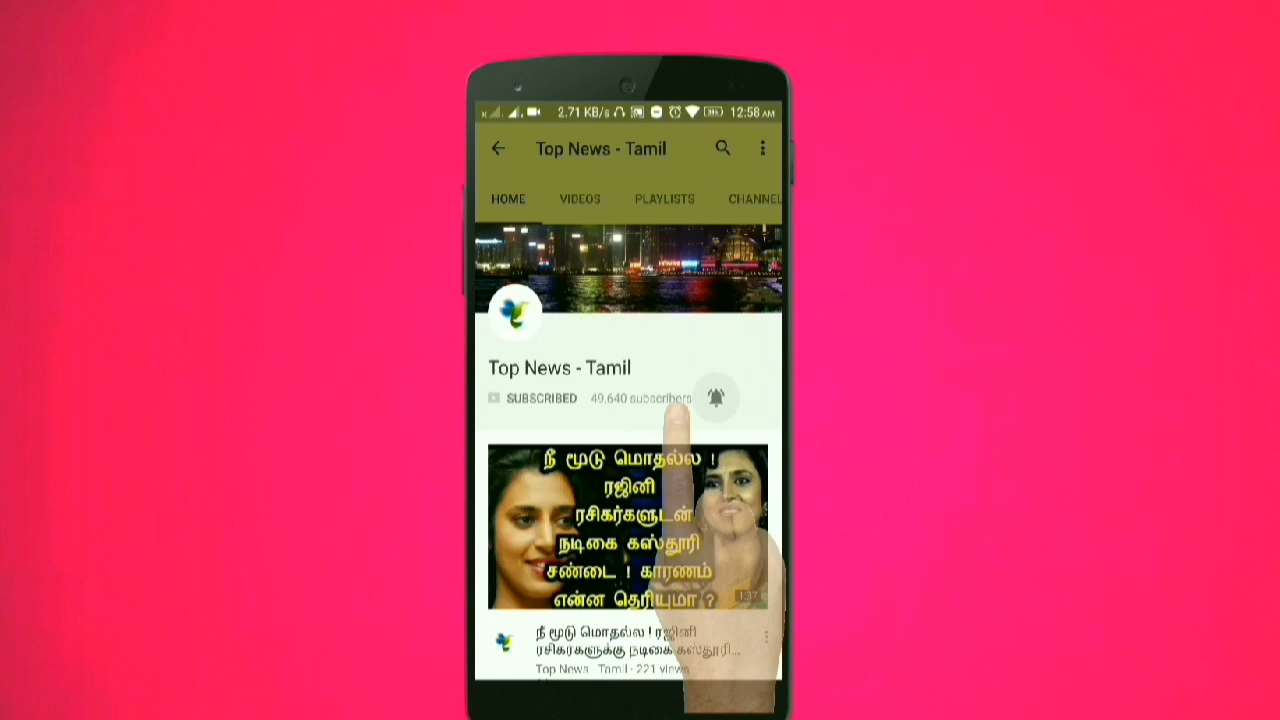 2.71 KB/s 12:58 AM
Top News - Tamil
HOME VIDEOS PLAYLISTS CHANNEL
Top News - Tamil
SUBSCRIBED 49,640 subscribers
நீ மூடு மொதல்ல !
ரஜினி
ரசிகர்களுடன்
நடிகை கஸ்தூரி
சண்டை ! காரணம்
என்ன தெரியுமா ?
1:37
நீ மூடு மொதல்ல ! ரஜினி
ரசிகர்களுக்கு நடிகை கஸ்தூரி...
Top News - Tamil · 221 views